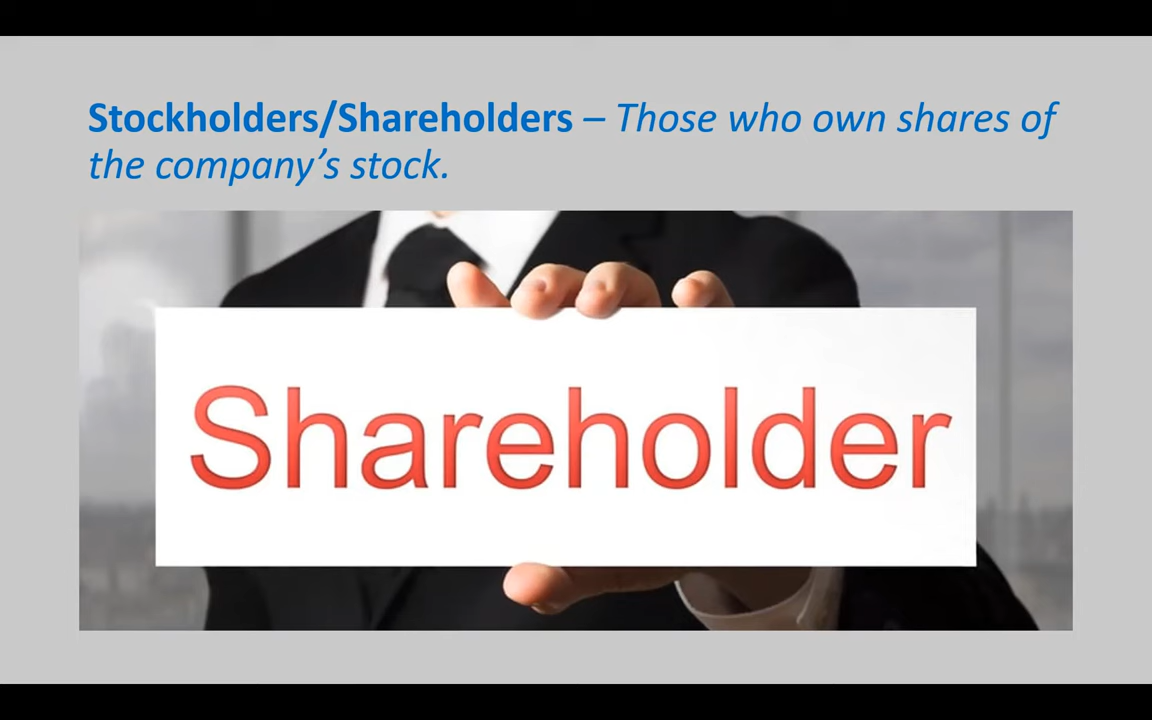 Stockholders/Shareholders – Those who own shares of
the company’s stock.
Shareholder